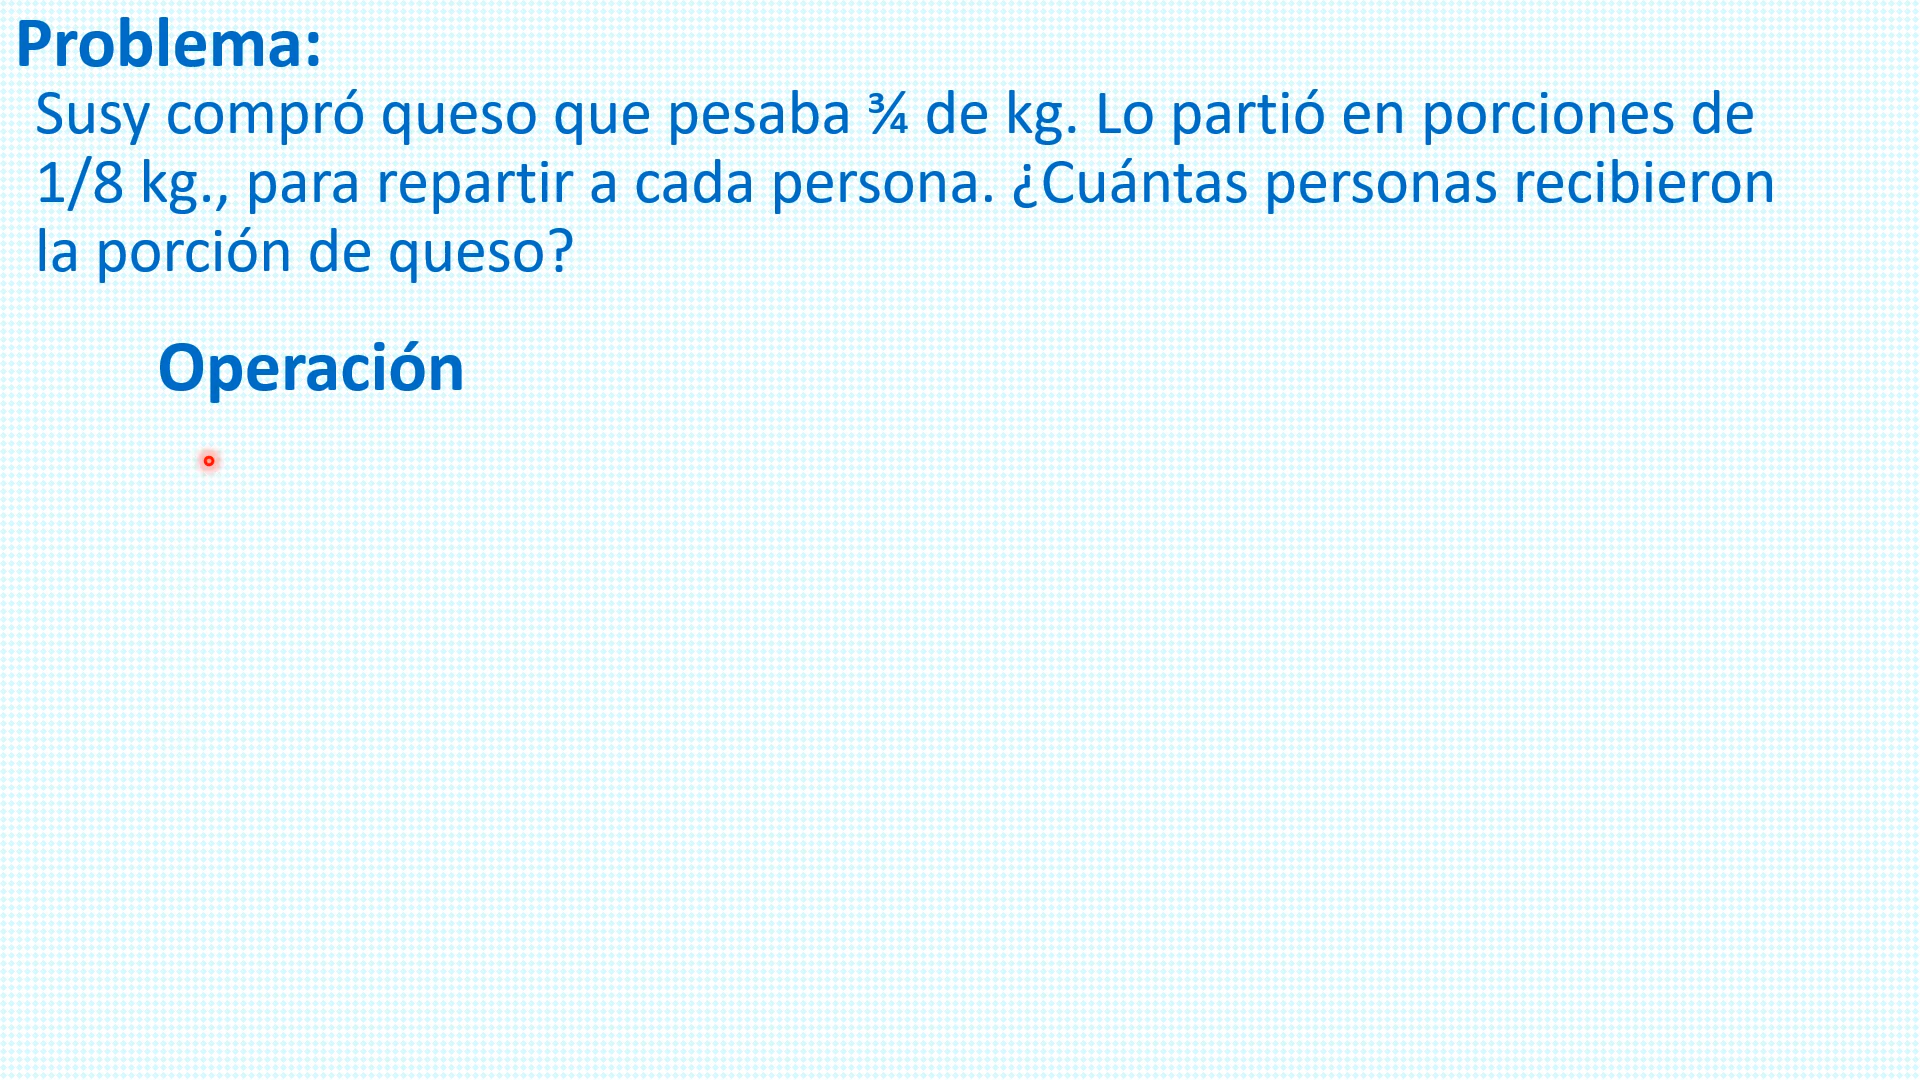 Problema:
Susy compró queso que pesaba ¾ de kg. Lo partió en porciones de
1/8 kg., para repartir a cada persona. ¿Cuántas personas recibieron
la porción de queso?
Operación